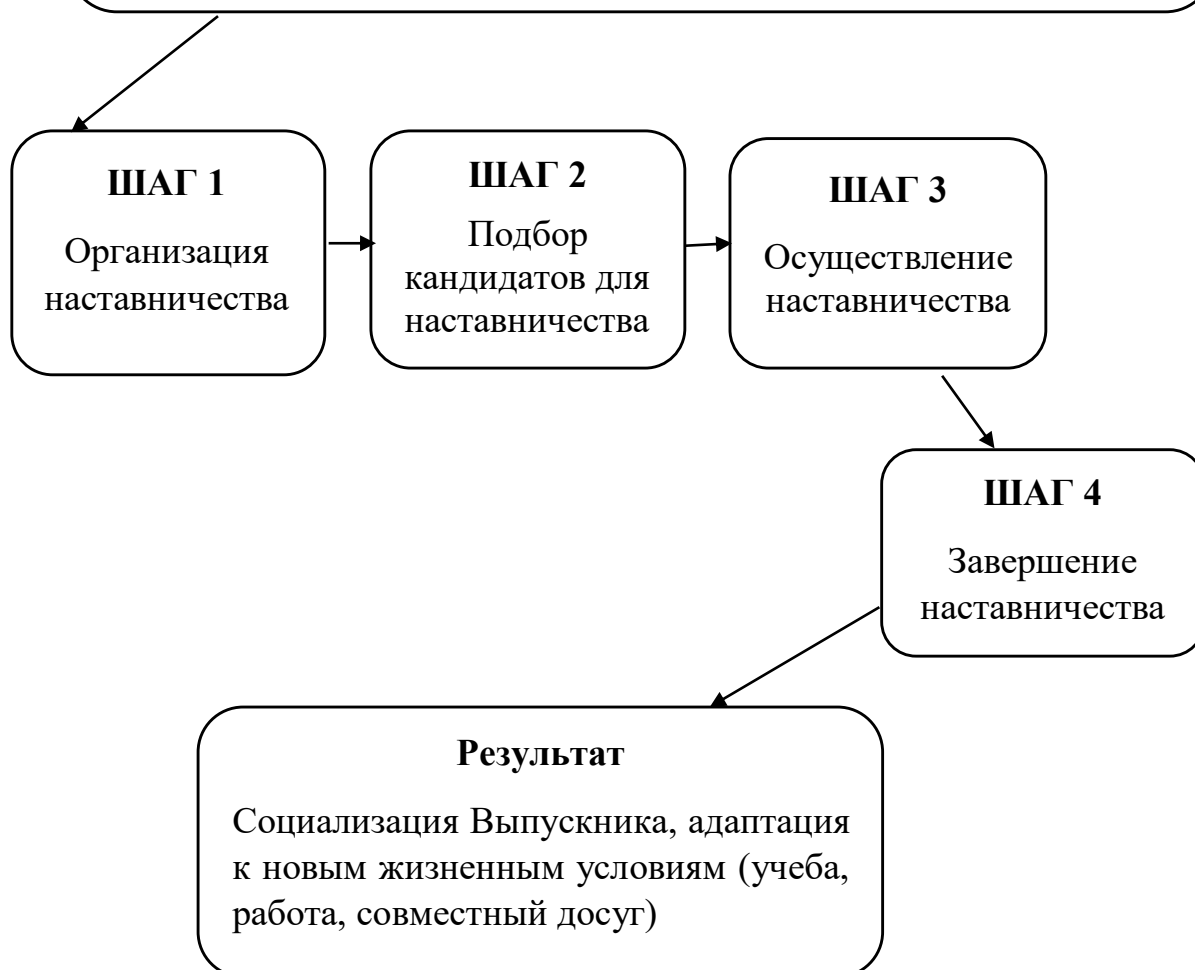 ШАГ 1
Организация
наставничества
ШАГ 2
Подбор
кандидатов для
наставничества
ШАГ 3
Осуществление
наставничества
ШАГ 4
Завершение
наставничества
Результат
Социализация Выпускника, адаптация
к новым жизненным условиям (учеба,
работа, совместный досуг)